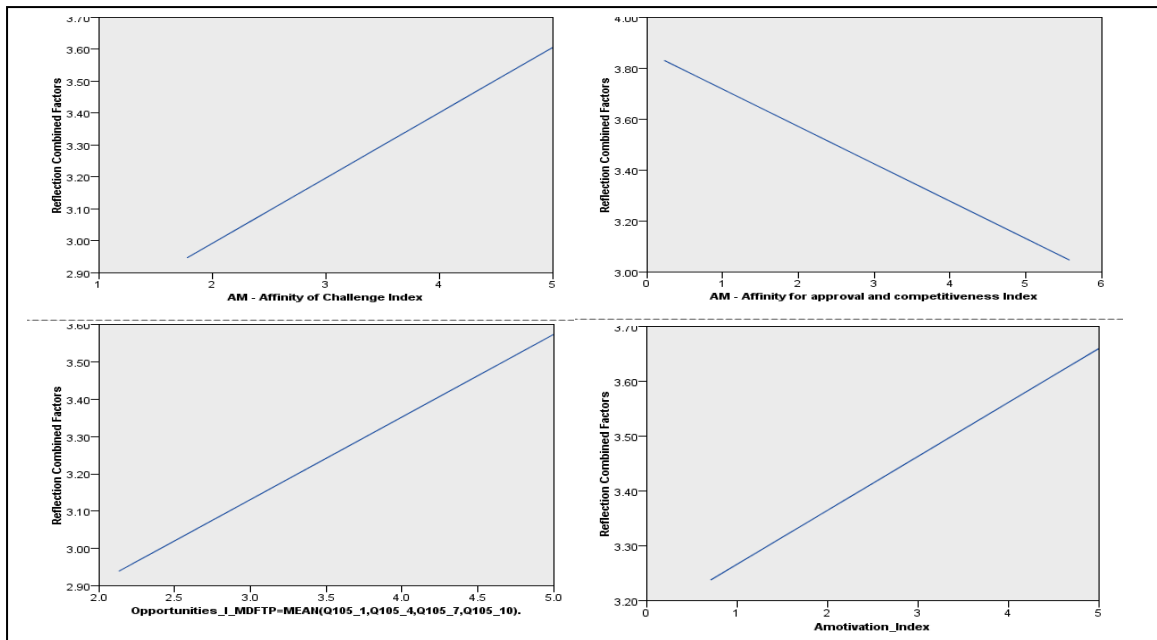 3.70
3.60
3.50
3.40
3.30
3.20
3.10
3.00
2.90
Reflection Combined Factors
1 2 3 4 5
AM - Affinity of Challenge Index
4.00
3.80
3.60
3.40
3.20
3.00
Reflection Combined Factors
0 1 2 3 4 5 6
AM - Affinity for approval and competitiveness Index
3.60
3.50
3.40
3.30
3.20
3.10
3.00
2.90
Reflection Combined Factors
2.0 2.5 3.0 3.5 4.0 4.5 5.0
Opportunities_I_MDFTP=MEAN(Q105_1,Q105_4,Q105_7,Q105_10).
3.70
3.60
3.50
3.40
3.30
3.20
Reflection Combined Factors
0 1 2 3 4 5
Amotivation_Index